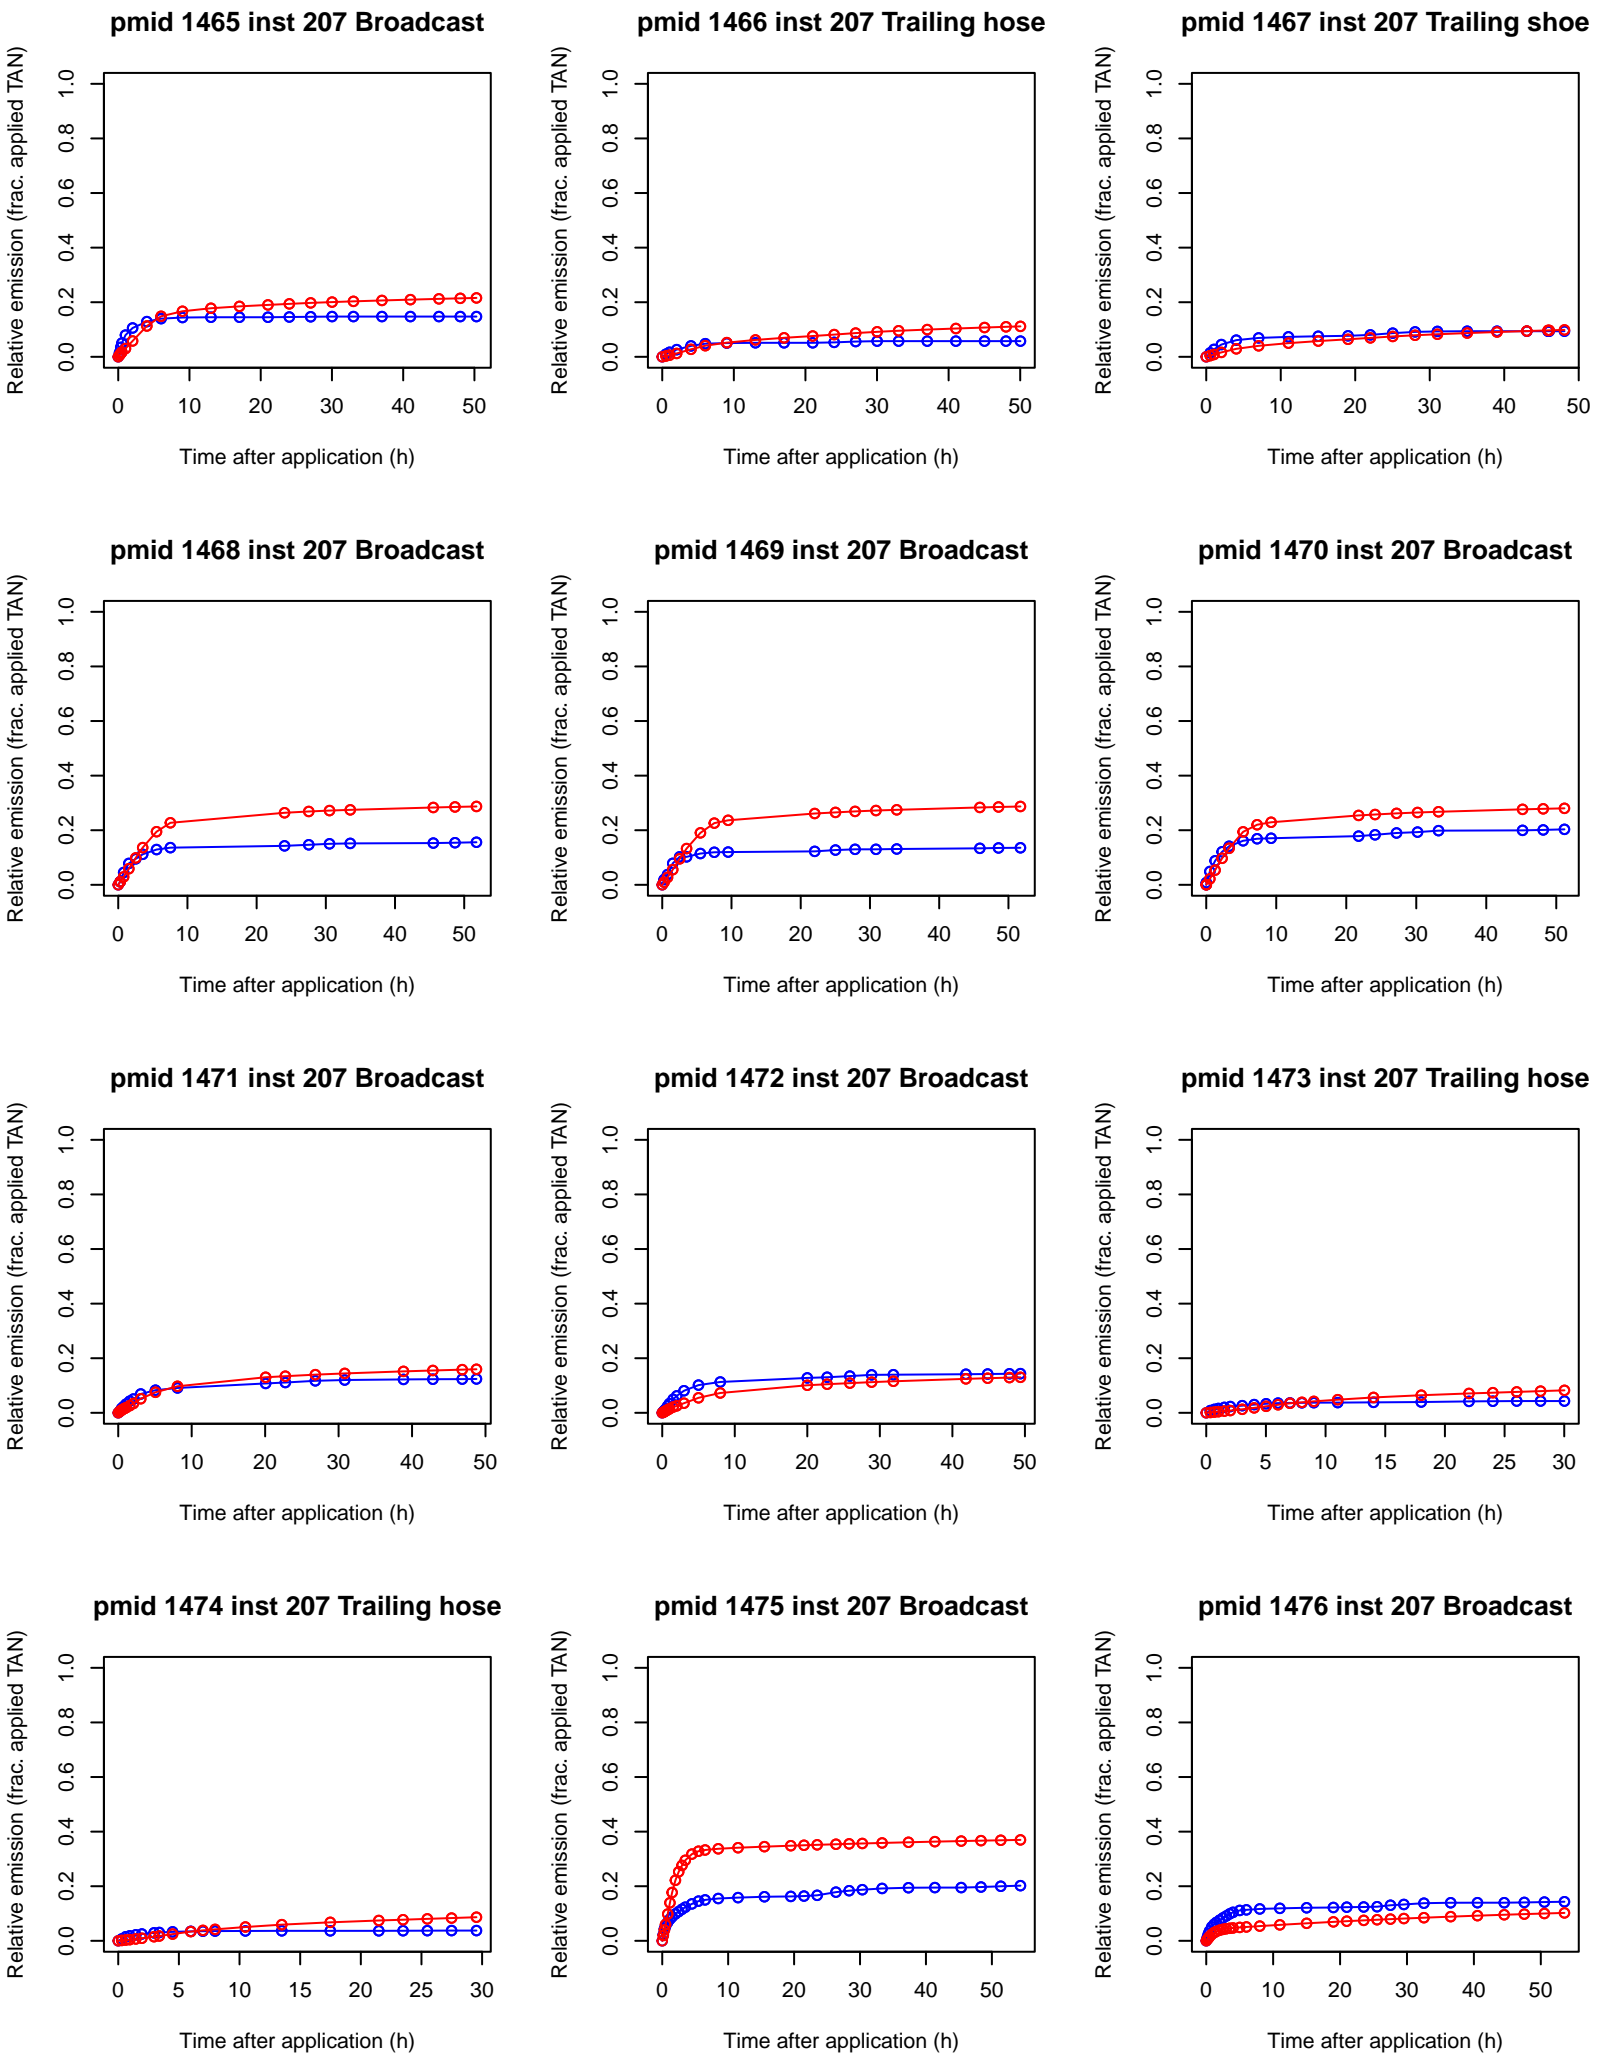 pmid 1465 inst 207 Broadcast
Relative emission (frac. applied TAN)
1.0
0.8
0.6
0.4
0.2
0.0
0 10 20 30 40 50
Time after application (h)
pmid 1466 inst 207 Trailing hose
Relative emission (frac. applied TAN)
1.0
0.8
0.6
0.4
0.2
0.0
0 10 20 30 40 50
Time after application (h)
pmid 1467 inst 207 Trailing shoe
Relative emission (frac. applied TAN)
1.0
0.8
0.6
0.4
0.2
0.0
0 10 20 30 40 50
Time after application (h)
pmid 1468 inst 207 Broadcast
Relative emission (frac. applied TAN)
1.0
0.8
0.6
0.4
0.2
0.0
0 10 20 30 40 50
Time after application (h)
pmid 1469 inst 207 Broadcast
Relative emission (frac. applied TAN)
1.0
0.8
0.6
0.4
0.2
0.0
0 10 20 30 40 50
Time after application (h)
pmid 1470 inst 207 Broadcast
Relative emission (frac. applied TAN)
1.0
0.8
0.6
0.4
0.2
0.0
0 10 20 30 40 50
Time after application (h)
pmid 1471 inst 207 Broadcast
Relative emission (frac. applied TAN)
1.0
0.8
0.6
0.4
0.2
0.0
0 10 20 30 40 50
Time after application (h)
pmid 1472 inst 207 Broadcast
Relative emission (frac. applied TAN)
1.0
0.8
0.6
0.4
0.2
0.0
0 10 20 30 40 50
Time after application (h)
pmid 1473 inst 207 Trailing hose
Relative emission (frac. applied TAN)
1.0
0.8
0.6
0.4
0.2
0.0
0 5 10 15 20 25 30
Time after application (h)
pmid 1474 inst 207 Trailing hose
Relative emission (frac. applied TAN)
1.0
0.8
0.6
0.4
0.2
0.0
0 5 10 15 20 25 30
Time after application (h)
pmid 1475 inst 207 Broadcast
Relative emission (frac. applied TAN)
1.0
0.8
0.6
0.4
0.2
0.0
0 10 20 30 40 50
Time after application (h)
pmid 1476 inst 207 Broadcast
Relative emission (frac. applied TAN)
1.0
0.8
0.6
0.4
0.2
0.0
0 10 20 30 40 50
Time after application (h)